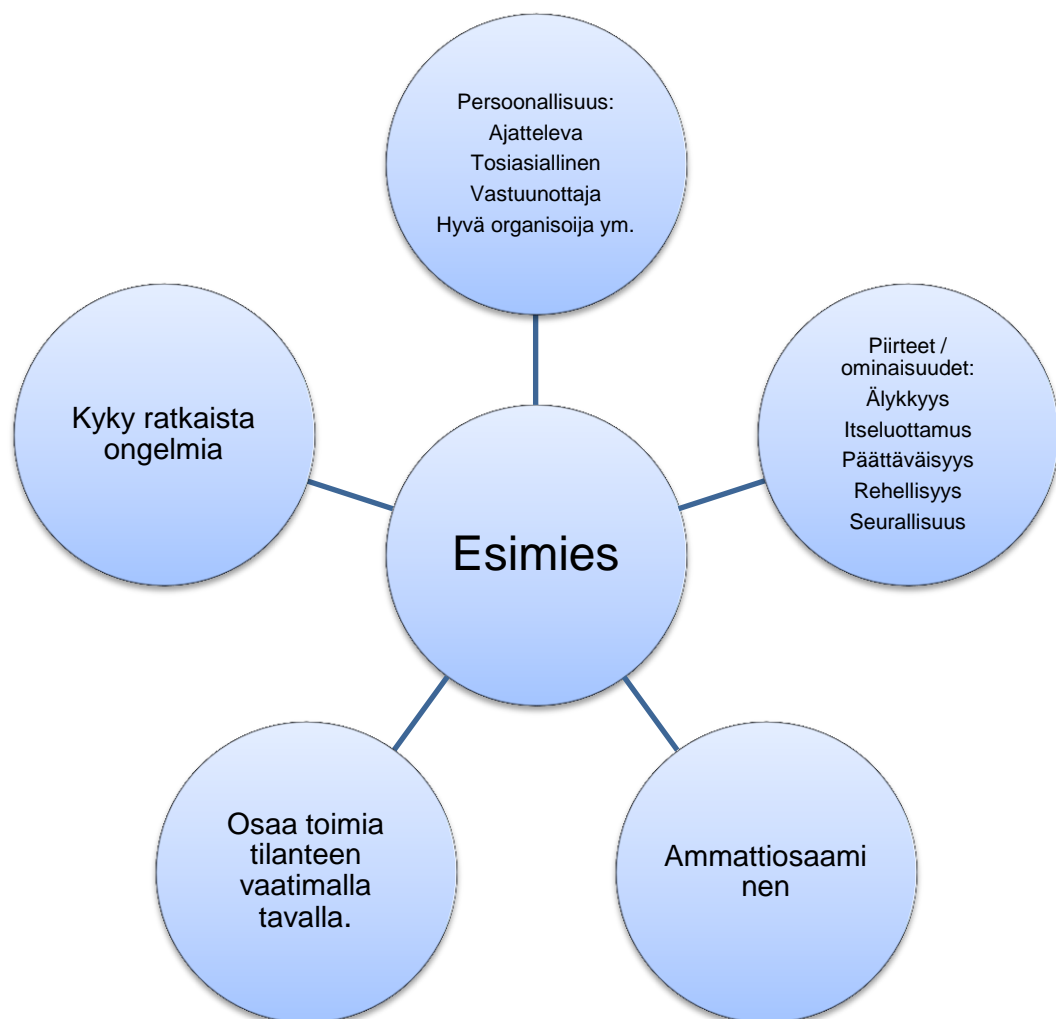 Persoonallisuus:
Ajatteleva
Tosiasiallinen
Vastuunottaja
Hyvä organisoija ym.
Piirteet /
ominaisuudet:
Älykkyys
Itseluottamus
Päättäväisyys
Rehellisyys
Seurallisuus
Kyky ratkaista
ongelmia
Esimies
Osaa toimia
tilanteen
vaatimalla
tavalla.
Ammattiosaami
nen